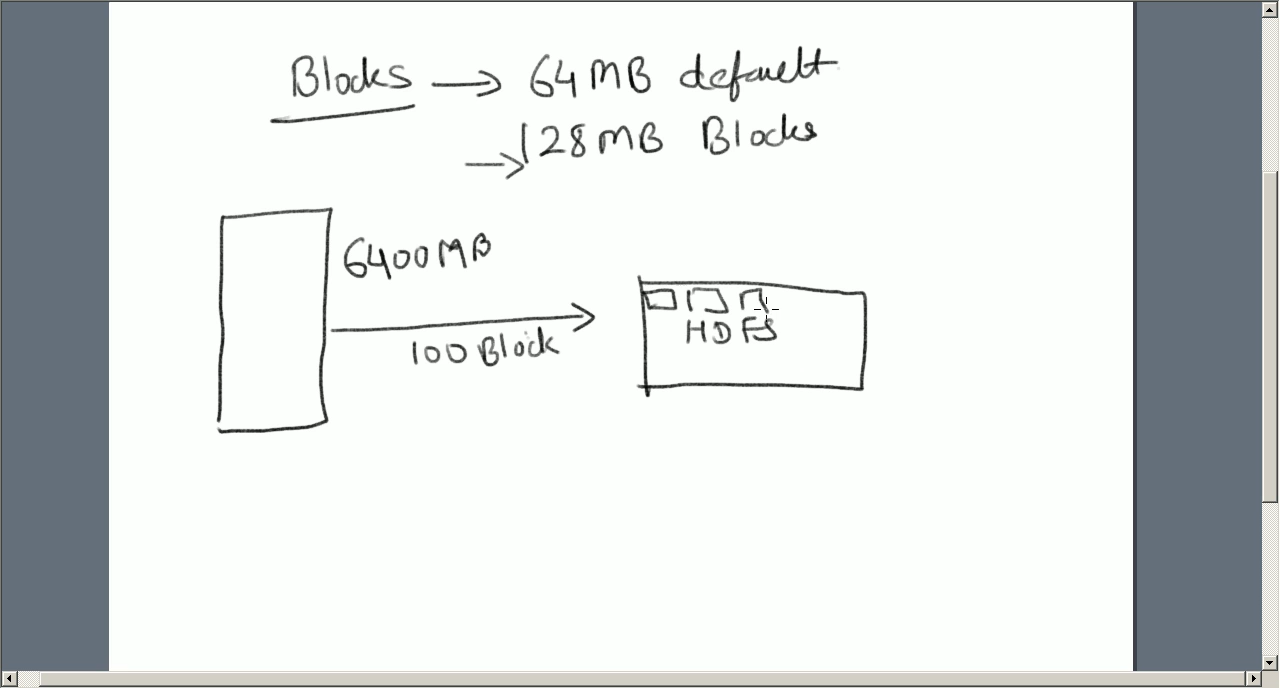 Blocks → 64MB default
→ 128MB Blocks
6400MB
100 Block
HDFS